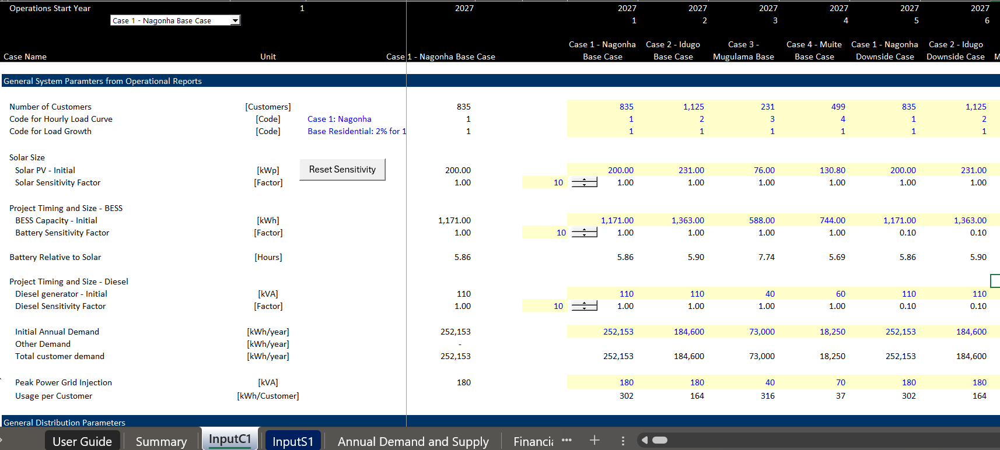 Operations Start Year 1 2027 2027 2027 2027 2027 2027 2027
Case 1 - Nagonha Base Case 1 2 3 4 5 6
Case 1 - Nagonha Case 2 - Idugo Case 3 - Case 4 - Muite Case 1 - Nagonha Case 2 - Idugo
Case Name Unit Case 1 - Nagonha Base Case Base Case Base Case Mugulama Base Base Case Downside Case Downside Case M
General System Paramters from Operational Reports
Number of Customers [Customers] 835 835 1,125 231 499 835 1,125
Code for Hourly Load Curve [Code] Case 1: Nagonha 1 1 2 3 4 1 2
Code for Load Growth [Code] Base Residential: 2% for 1 1 1 1 1 1 1 1
Solar Size
Solar PV - Initial [kWp] Reset Sensitivity 200.00 200.00 231.00 76.00 130.80 200.00 231.00
Solar Sensitivity Factor [Factor] 1.00 10 1.00 1.00 1.00 1.00 1.00 1.00
Project Timing and Size - BESS
BESS Capacity - Initial [kWh] 1,171.00 1,171.00 1,363.00 588.00 744.00 1,171.00 1,363.00
Battery Sensitivity Factor [Factor] 1.00 10 1.00 1.00 1.00 1.00 0.10 0.10
Battery Relative to Solar [Hours] 5.86 5.86 5.90 7.74 5.69 5.86 5.90
Project Timing and Size - Diesel
Diesel generator - Initial [kVA] 110 110 110 40 60 110 110
Diesel Sensitivity Factor [Factor] 1.00 10 1.00 1.00 1.00 1.00 0.10 0.10
Initial Annual Demand [kWh/year] 252,153 252,153 184,600 73,000 18,250 252,153 184,600
Other Demand [kWh/year] -
Total customer demand [kWh/year] 252,153 252,153 184,600 73,000 18,250 252,153 184,600
Peak Power Grid Injection [kVA] 180 180 180 40 70 180 180
Usage per Customer [kWh/Customer] 302 164 316 37 302 164
General Distribution Parameters
User Guide Summary InputC1 InputS1 Annual Demand and Supply Financi ...